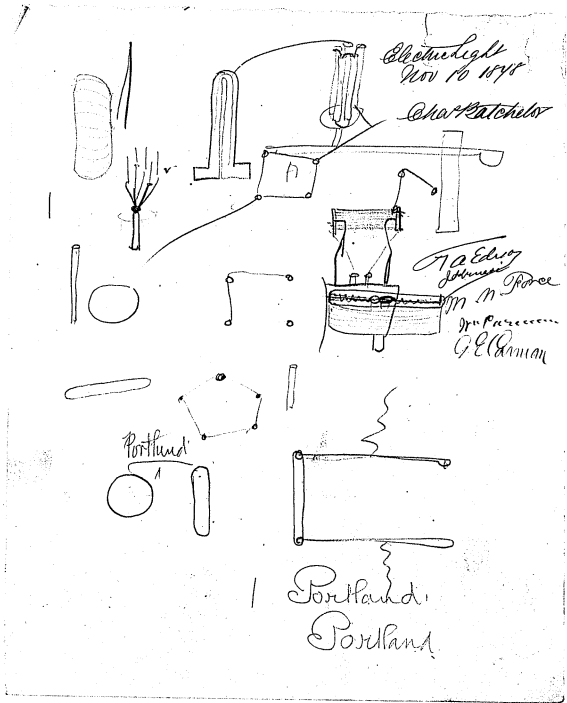 Electric Light
Nov 10 1878
Chas Batchelor
T A Edison
M N Force
G E Carman
Portland
Portland.
Portland